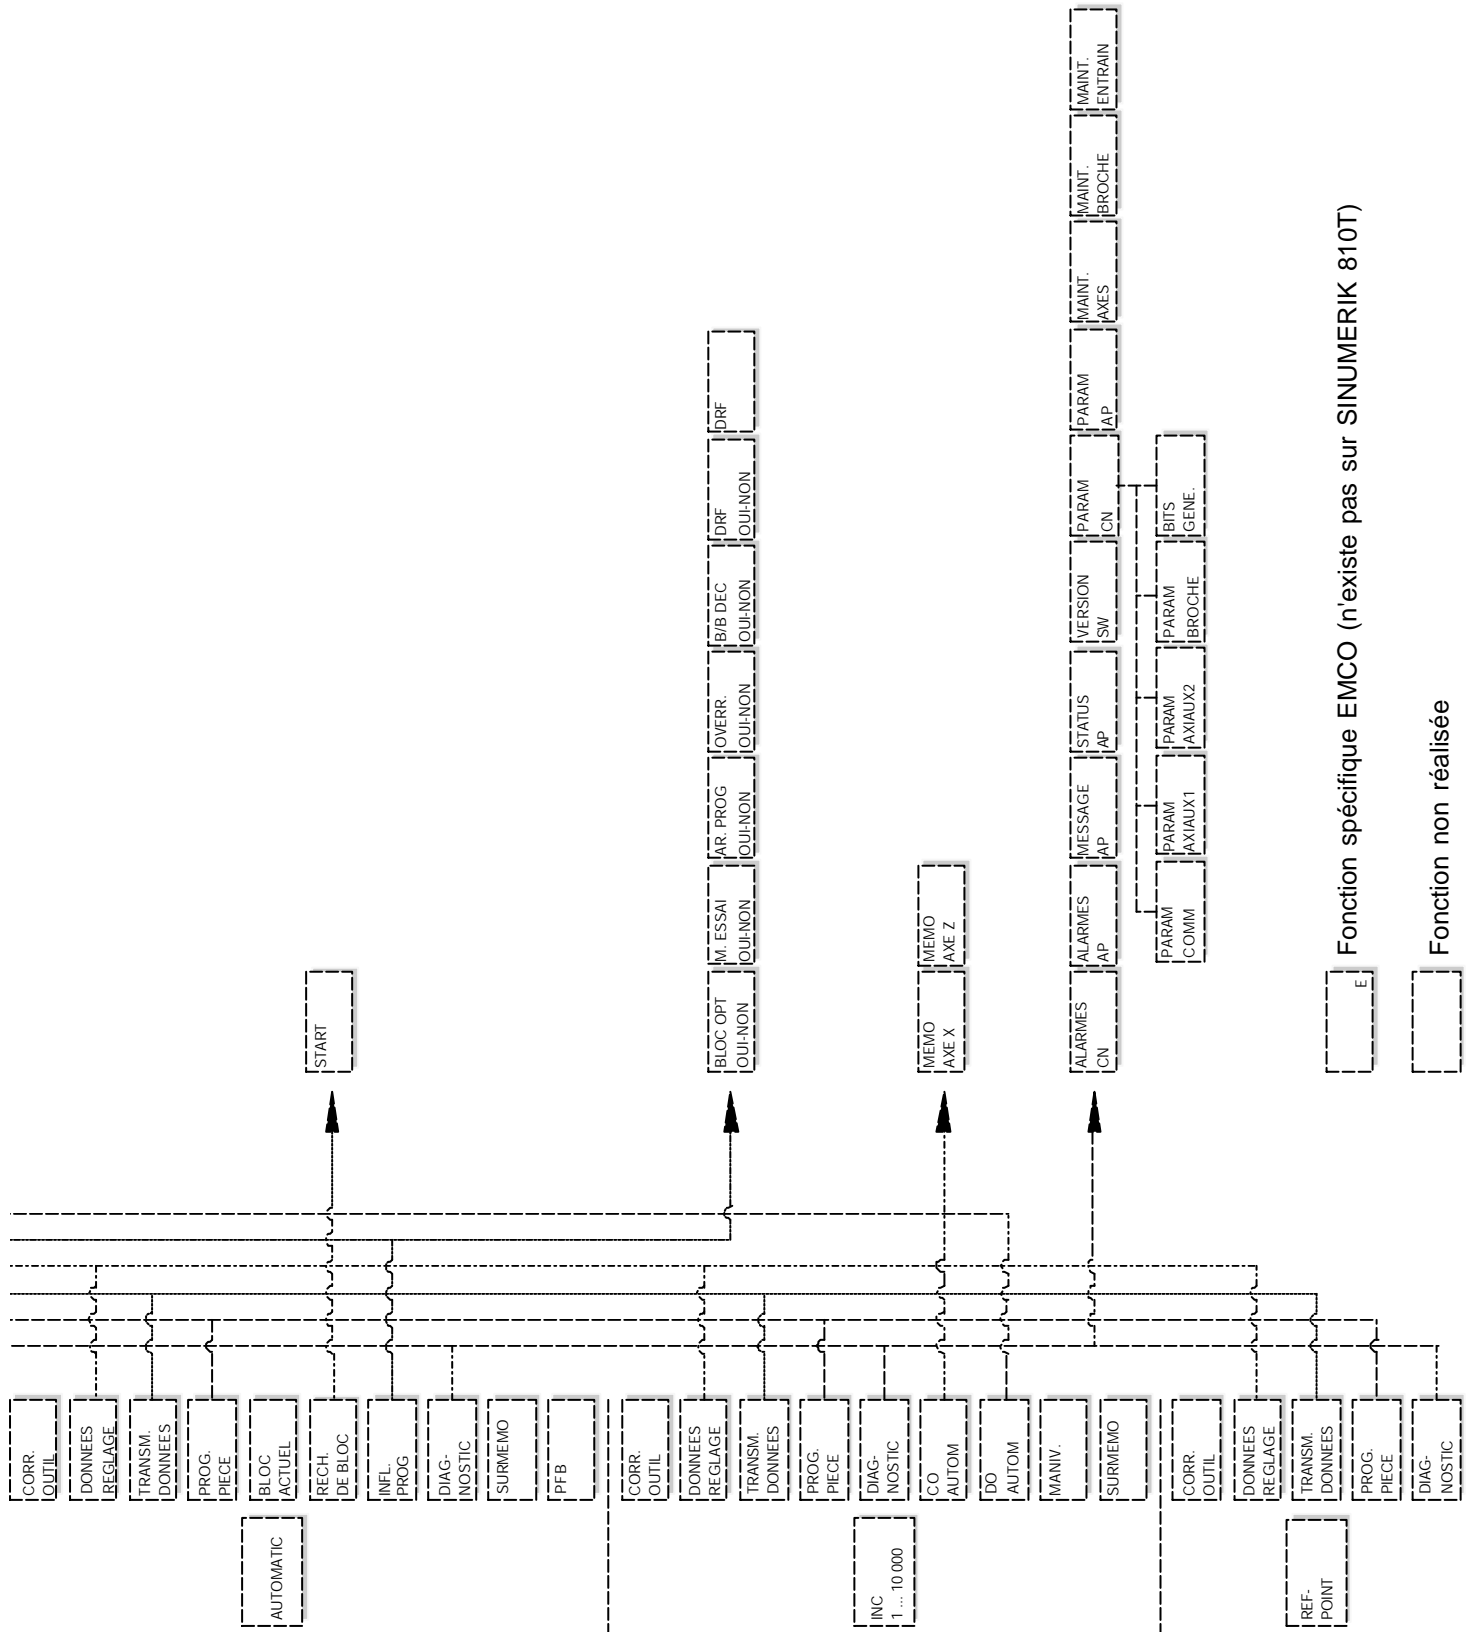 AUTOMATIC
CORR.
OUTIL
DONNEES
REGLAGE
TRANSM.
DONNEES
PROG.
PIECE
BLOC
ACTUEL
RECH.
DE BLOC
INFL.
PROG
DIAG-
NOSTIC
SURMEMO
PFB
START
INC
1 ... 10 000
CORR.
OUTIL
DONNEES
REGLAGE
TRANSM.
DONNEES
PROG.
PIECE
DIAG-
NOSTIC
CO
AUTOM
DO
AUTOM
MANIV.
SURMEMO
BLOC OPT
OUI-NON
M. ESSAI
OUI-NON
AR. PROG
OUI-NON
OVERR.
OUI-NON
B/B DEC
OUI-NON
DRF
OUI-NON
DRF
MEMO
AXE X
MEMO
AXE Z
REF-
POINT
CORR.
OUTIL
DONNEES
REGLAGE
TRANSM.
DONNEES
PROG.
PIECE
DIAG-
NOSTIC
ALARMES
CN
ALARMES
AP
MESSAGE
AP
STATUS
AP
VERSION
SW
PARAM
CN
PARAM
AP
MAINT.
AXES
MAINT.
BROCHE
MAINT.
ENTRAIN
PARAM
COMM
PARAM
AXIAUX1
PARAM
AXIAUX2
PARAM
BROCHE
BITS
GENE.
E
Fonction spécifique EMCO (n'existe pas sur SINUMERIK 810T)
Fonction non réalisée